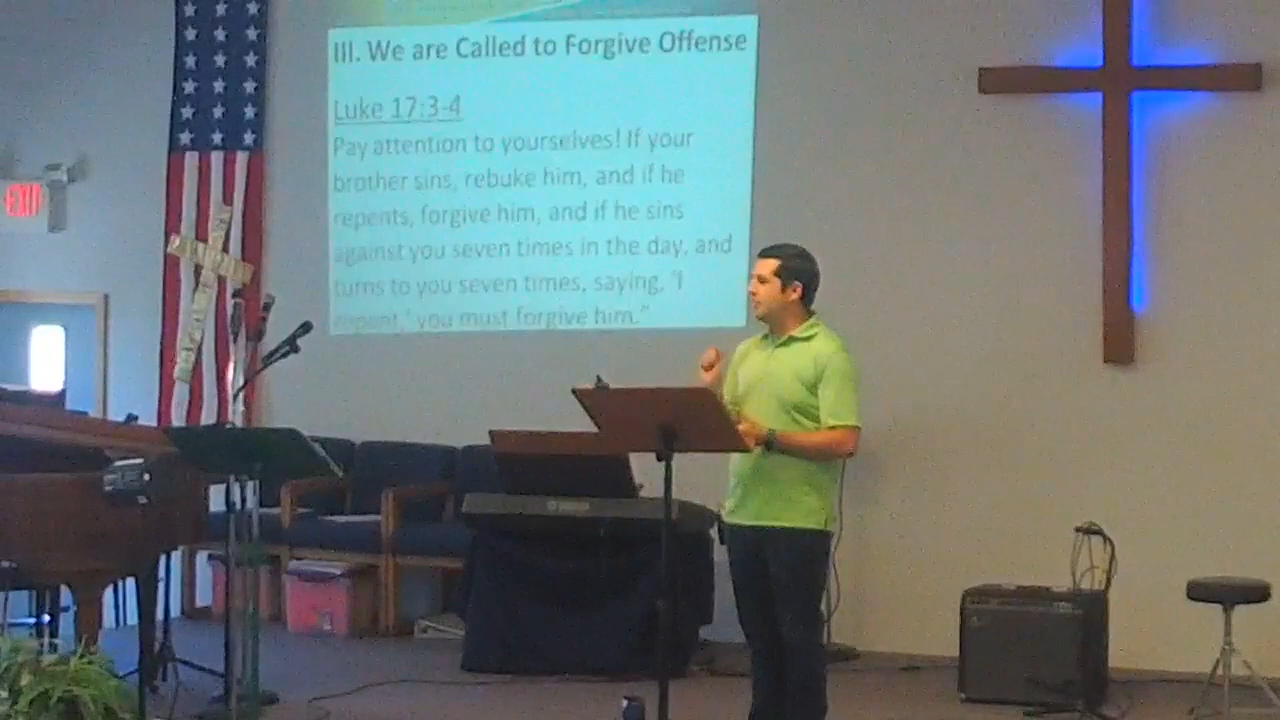 III. We are Called to Forgive Offense
Luke 17:3-4
Pay attention to yourselves! If your
brother sins, rebuke him, and if he
repents, forgive him, and if he sins
against you seven times in the day, and
turns to you seven times, saying, 'I
repent,' you must forgive him."
EXIT